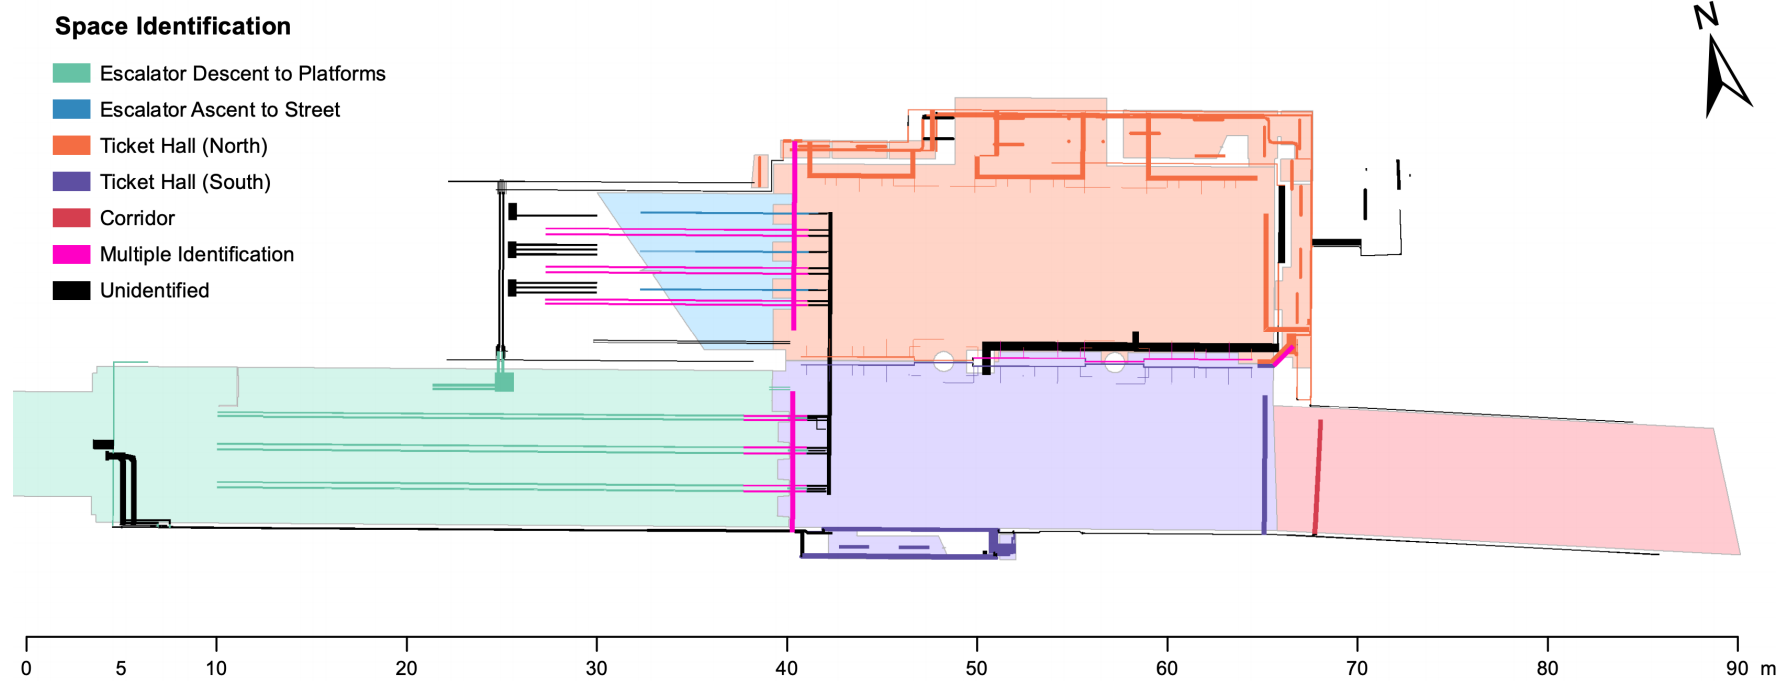 Space Identification
N
Escalator Descent to Platforms
Escalator Ascent to Street
Ticket Hall (North)
Ticket Hall (South)
Corridor
Multiple Identification
Unidentified
0 5 10 20 30 40 50 60 70 80 90 m